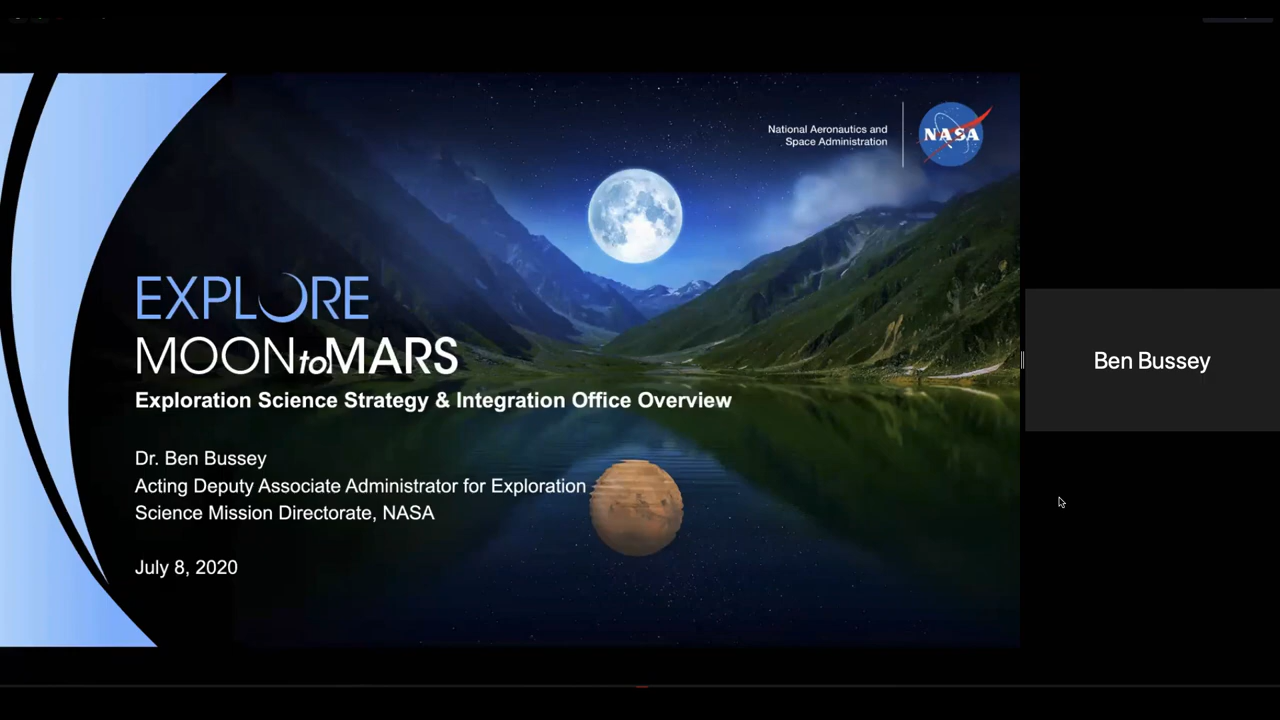 National Aeronautics and
Space Administration
NASA
EXPLORE
MOON to MARS
Exploration Science Strategy & Integration Office Overview
Dr. Ben Bussey
Acting Deputy Associate Administrator for Exploration
Science Mission Directorate, NASA
July 8, 2020
Ben Bussey